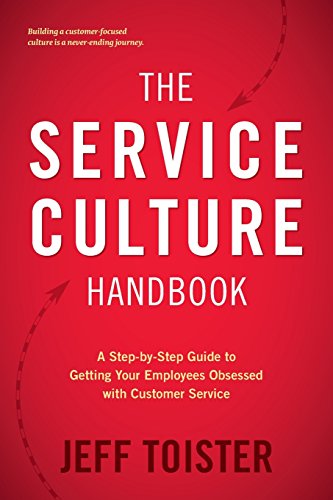 Building a customer-focused
culture is a never-ending journey.
THE
SERVICE
CULTURE
HANDBOOK
A Step-by-Step Guide to
Getting Your Employees Obsessed
with Customer Service
JEFF TOISTER